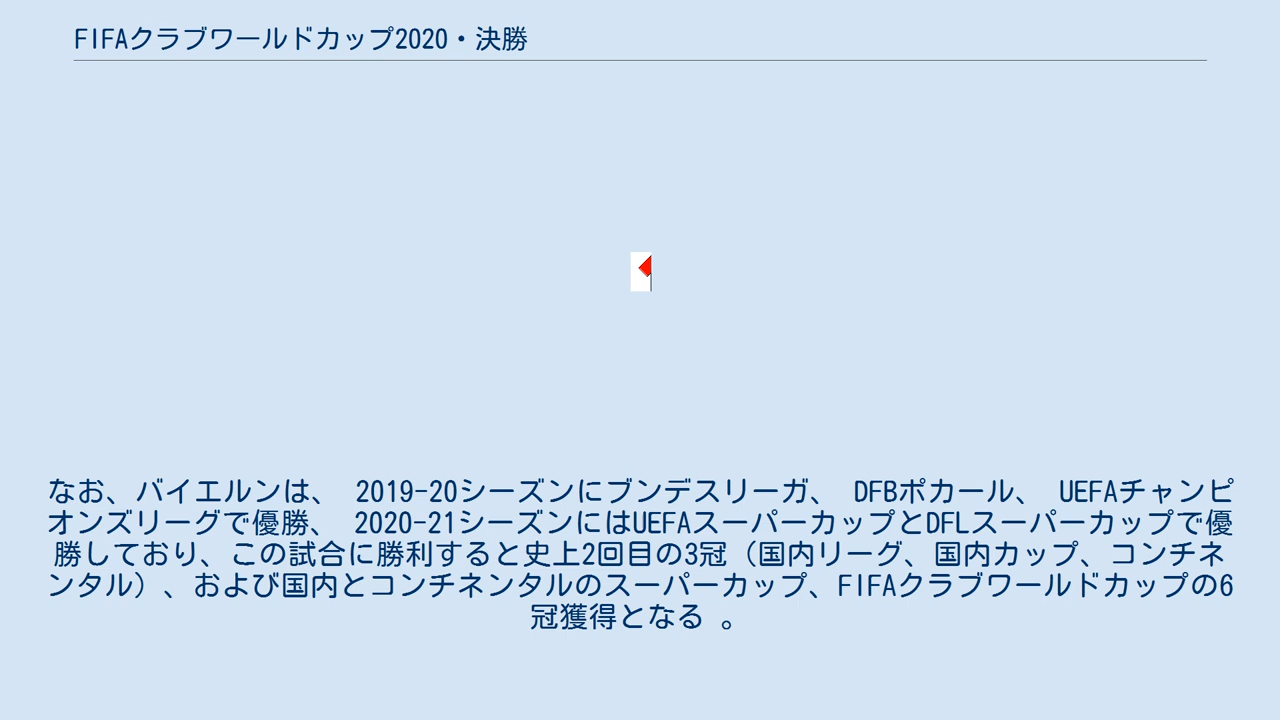 FIFAクラブワールドカップ2020・決勝
なお、バイエルンは、 2019-20シーズンにブンデスリーガ、 DFBポカール、 UEFAチャンピ
オンズリーグで優勝、 2020-21シーズンにはUEFAスーパーカップとDFLスーパーカップで優
勝しており、この試合に勝利すると史上2回目の3冠（国内リーグ、国内カップ、コンチネ
ンタル）、および国内とコンチネンタルのスーパーカップ、FIFAクラブワールドカップの6
冠獲得となる 。